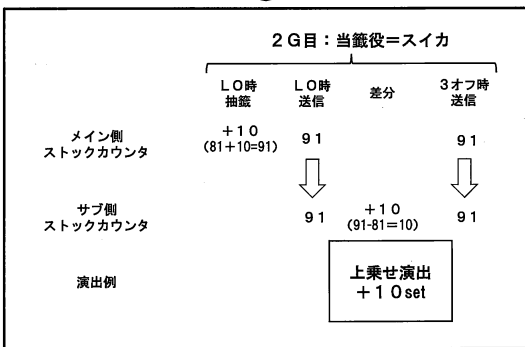 2G目：当籤役＝スイカ
LO時 LO時 差分 3オフ時
抽籤 送信 送信
メイン側 +10 91 91
ストックカウンタ (81+10=91)
サブ側 91 +10 91
ストックカウンタ (91-81=10)
演出例 上乗せ演出
+10set